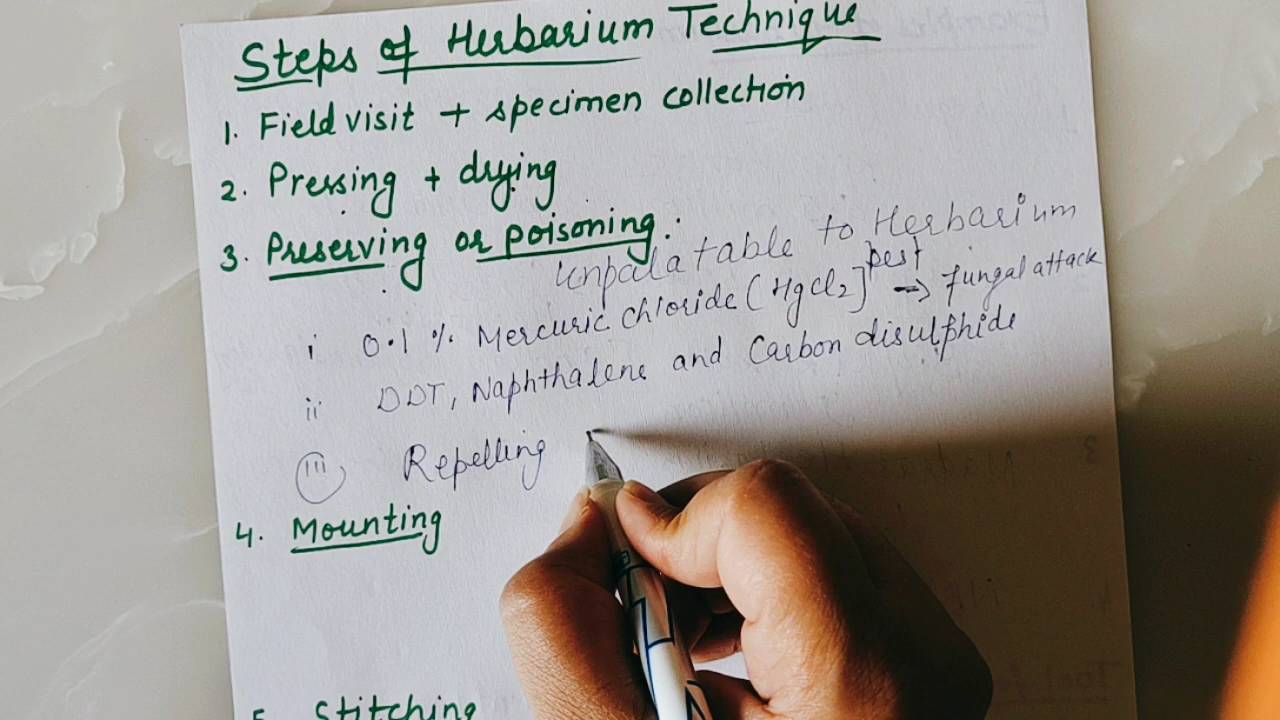 Steps of Herbarium Technique
1. Field visit + specimen collection
2. Pressing + drying
3. Preserving or poisoning.
unpalatable to Herbarium
pest
i 0.1 % Mercuric chloride (HgCl2] → fungal attack
ii DDT, Naphthalene and Carbon disulphide
iii Repelling
4. Mounting
5. Stitching